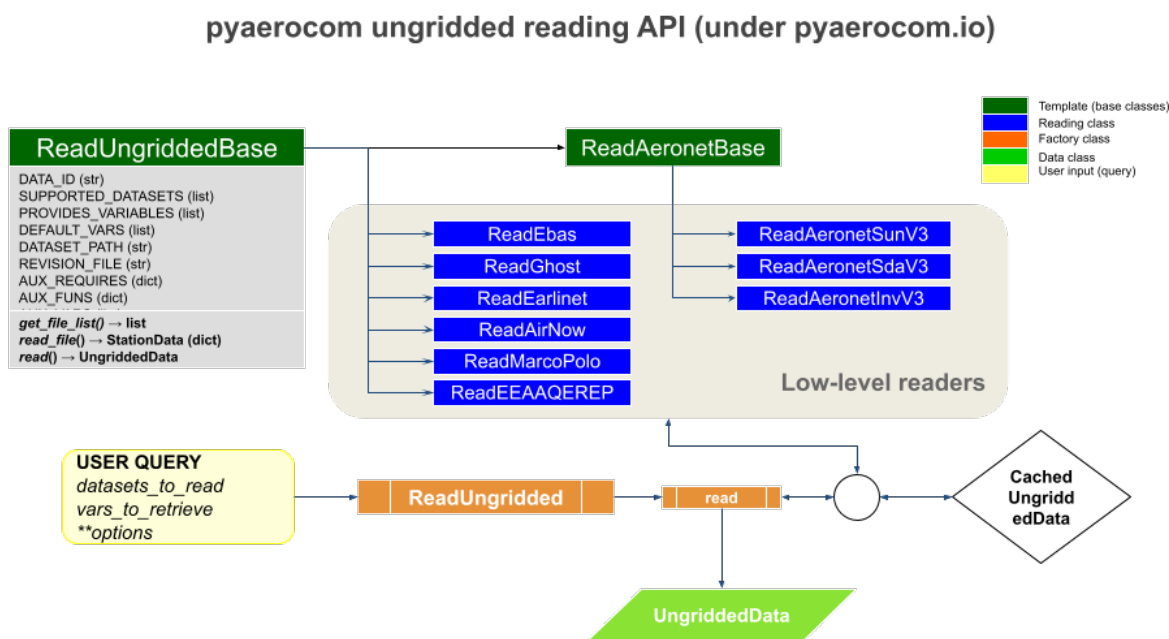 pyaerocom ungridded reading API (under pyaerocom.io)
Template (base classes)
Reading class
Factory class
Data class
User input (query)
ReadUngriddedBase
DATA_ID (str)
SUPPORTED_DATASETS (list)
PROVIDES_VARIABLES (list)
DEFAULT_VARS (list)
DATASET_PATH (str)
REVISION_FILE (str)
AUX_REQUIRES (dict)
AUX_FUNS (dict)
get_file_list() → list
read_file() → StationData (dict)
read() → UngriddedData
ReadAeronetBase
ReadEbas
ReadGhost
ReadEarlinet
ReadAirNow
ReadMarcoPolo
ReadEEAAQEREP
ReadAeronetSunV3
ReadAeronetSdaV3
ReadAeronetInvV3
Low-level readers
USER QUERY
datasets_to_read
vars_to_retrieve
**options
ReadUngridded
read
Cached
Ungridd
edData
UngriddedData